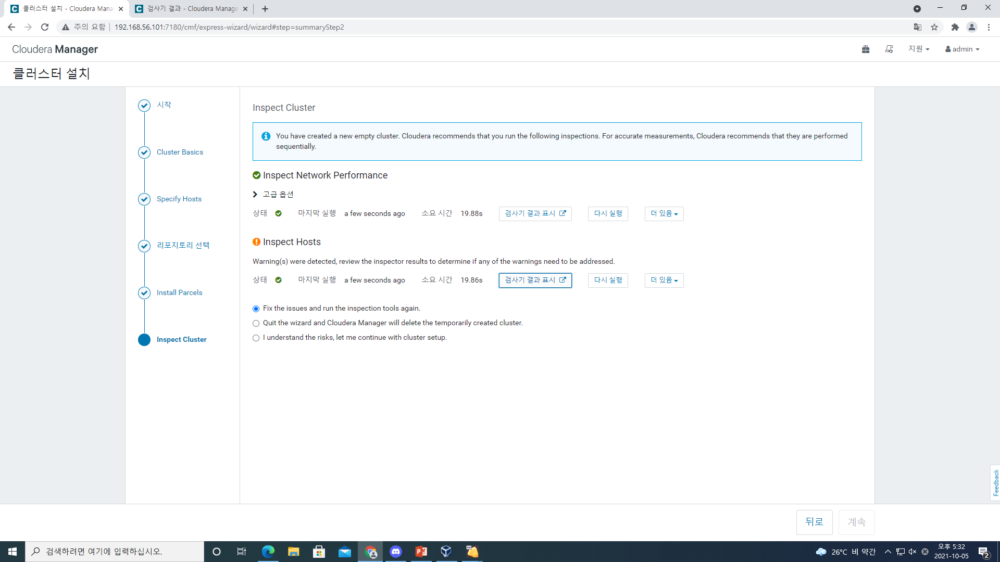 클러스터 설치 - Cloudera Mana
검사기 결과 - Cloudera Manage
주의 요함
192.168.56.101:7180/cmf/express-wizard/wizard#step=summaryStep2
Cloudera Manager
지원
admin
클러스터 설치
시작
Cluster Basics
Specify Hosts
리포지토리 선택
Install Parcels
Inspect Cluster
Inspect Cluster
You have created a new empty cluster. Cloudera recommends that you run the following inspections. For accurate measurements, Cloudera recommends that they are performed
sequentially.
Inspect Network Performance
고급 옵션
상태 마지막 실행 a few seconds ago 소요 시간 19.88s 검사기 결과 표시 다시 실행 더 있음
Inspect Hosts
Warning(s) were detected, review the inspector results to determine if any of the warnings need to be addressed.
상태 마지막 실행 a few seconds ago 소요 시간 19.86s 검사기 결과 표시 다시 실행 더 있음
Fix the issues and run the inspection tools again.
Quit the wizard and Cloudera Manager will delete the temporarily created cluster.
I understand the risks, let me continue with cluster setup.
Feedback
뒤로
계속
검색하려면 여기에 입력하십시오.
26°C 비 약간
오후 5:32
2021-10-05
2